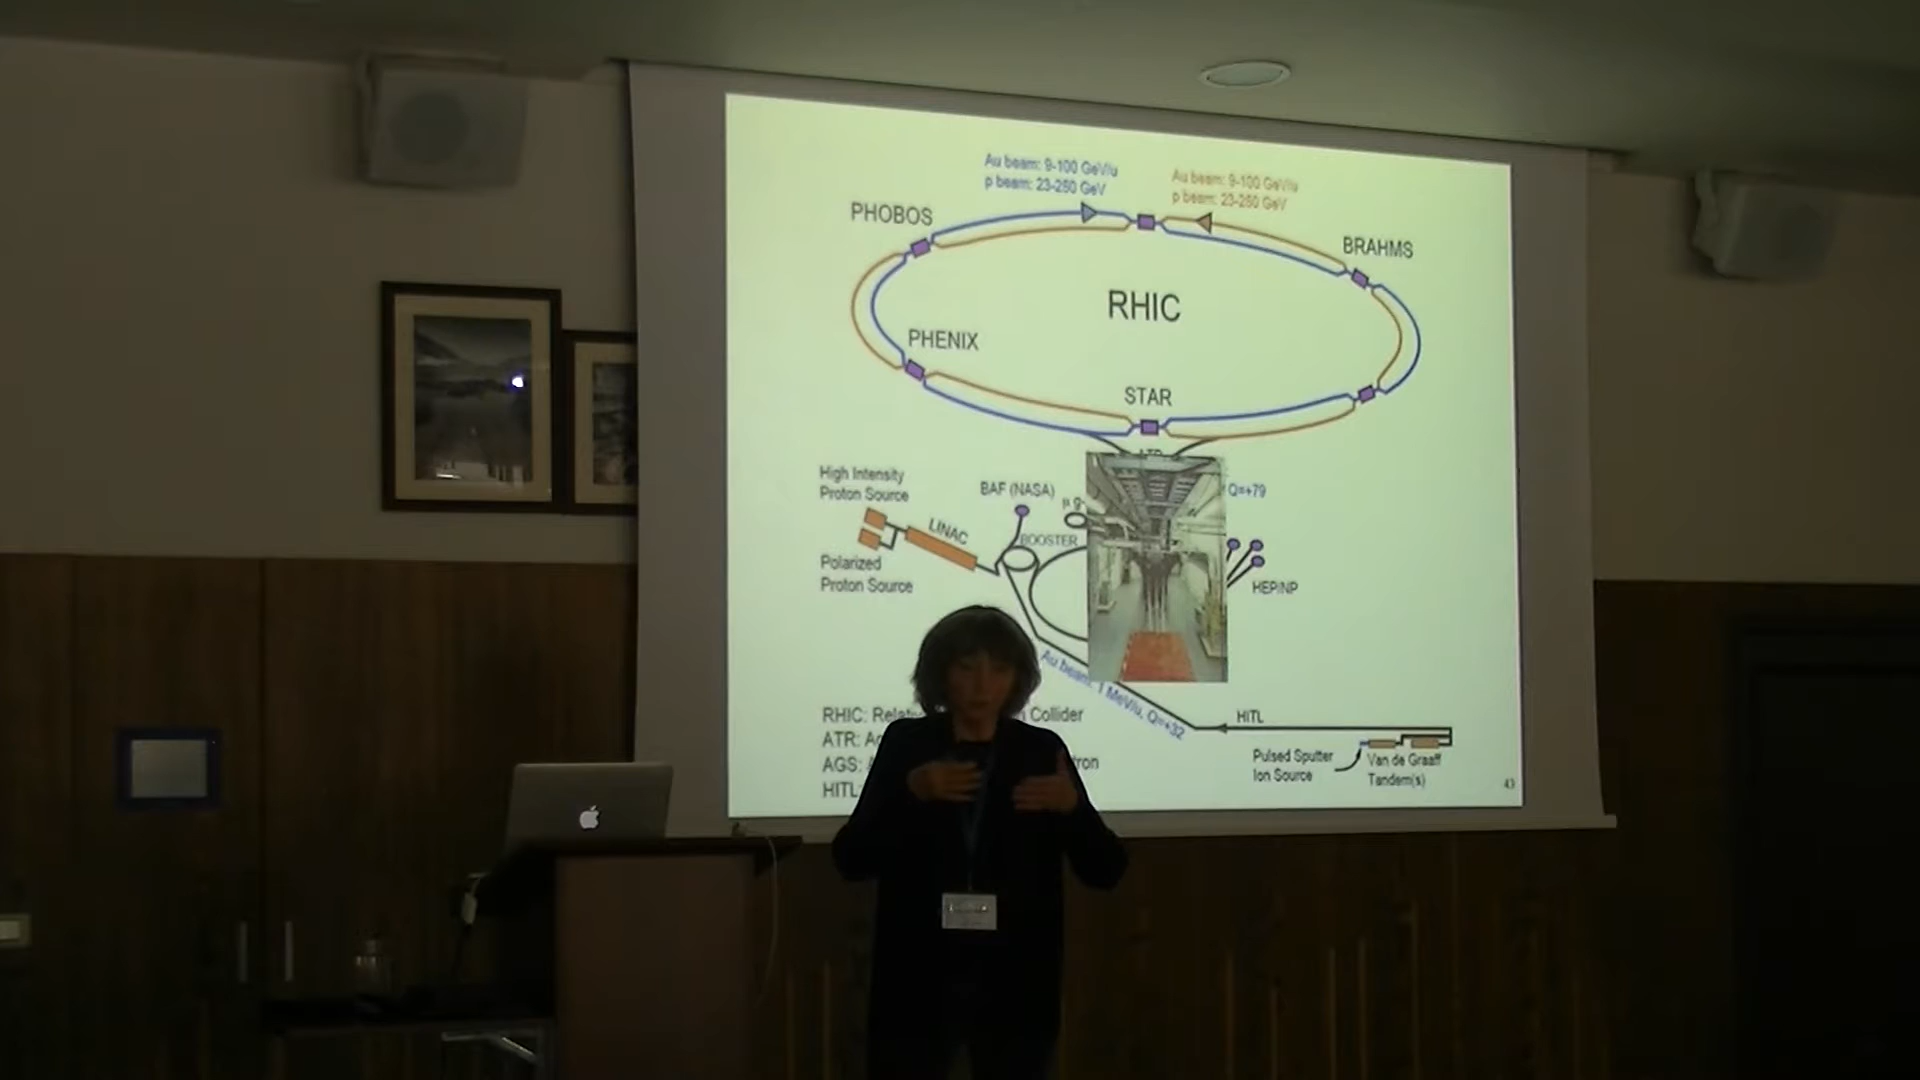 Au beam: 9-100 GeV/u
p beam: 23-250 GeV
Au beam: 9-100 GeV/u
p beam: 23-250 GeV
PHOBOS
BRAHMS
RHIC
PHENIX
STAR
High Intensity
Proton Source
BAF (NASA)
Q=+79
LINAC
BOOSTER
Polarized
Proton Source
HEP/NP
Au beam: 1 MeV/u, Q=+32
HITL
RHIC: Collider
ATR:
AGS:
HITL:
Pulsed Sputter
Ion Source
Van de Graaff
Tandem(s)
43